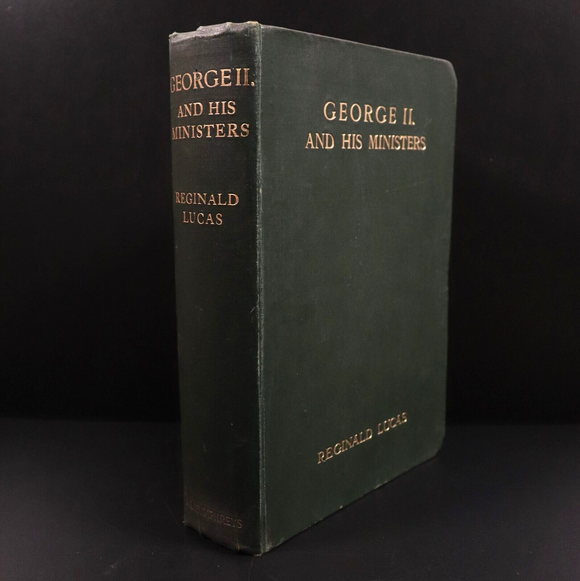 GEORGE II.
AND HIS
MINISTERS
REGINALD
LUCAS
GEORGE II.
AND HIS MINISTERS
REGINALD LUCAS